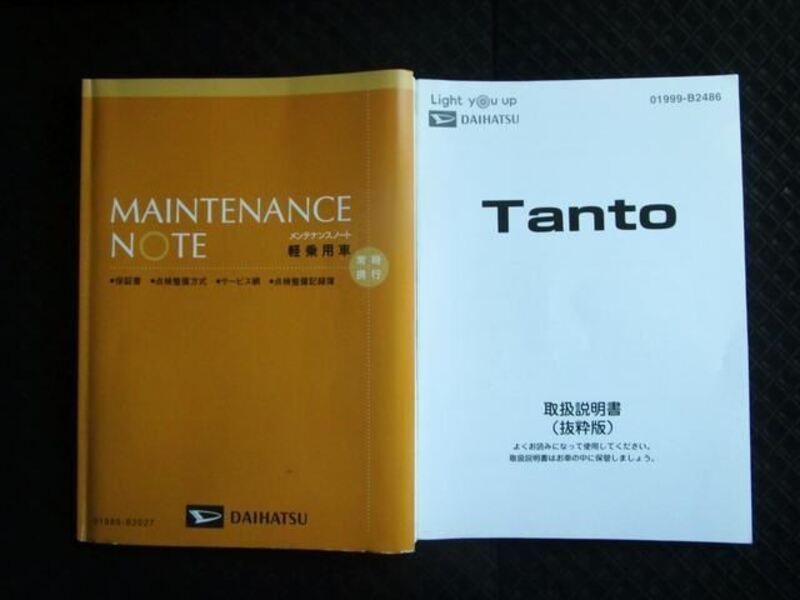 MAINTENANCE
NOTE
メンテナンスノート
軽乗用車
常時
携行
•保証書 •点検整備方式 •サービス網 •点検整備記録簿
01999-B2027
DAIHATSU
Light you up
DAIHATSU
01999-B2486
Tanto
取扱説明書
(抜粋版)
よくお読みになって使用してください。
取扱説明書はお車の中に保管しましょう。